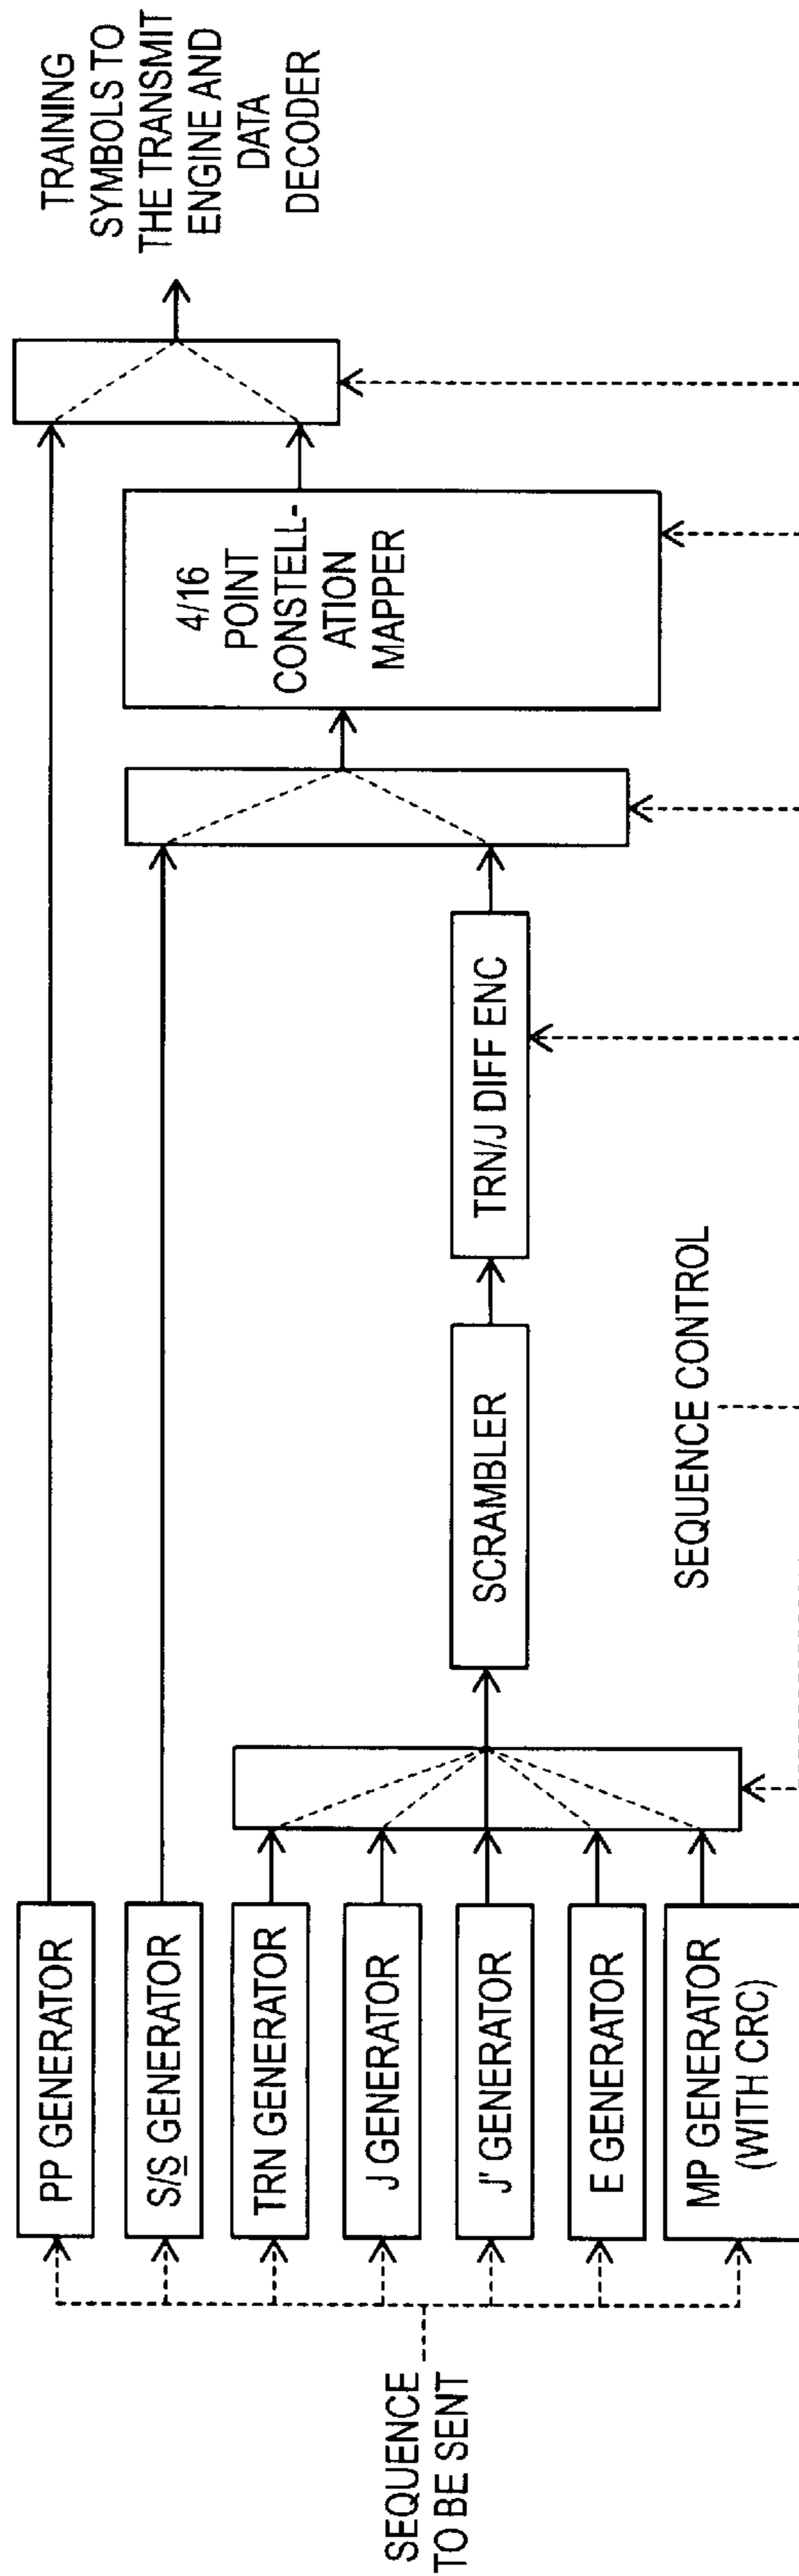 SEQUENCE
TO BE SENT
PP GENERATOR
S/S GENERATOR
TRN GENERATOR
J GENERATOR
J' GENERATOR
E GENERATOR
MP GENERATOR
(WITH CRC)
SCRAMBLER
TRN/J DIFF ENC
SEQUENCE CONTROL
4/16
POINT
CONSTELL-
ATION
MAPPER
TRAINING
SYMBOLS TO
THE TRANSMIT
ENGINE AND
DATA
DECODER